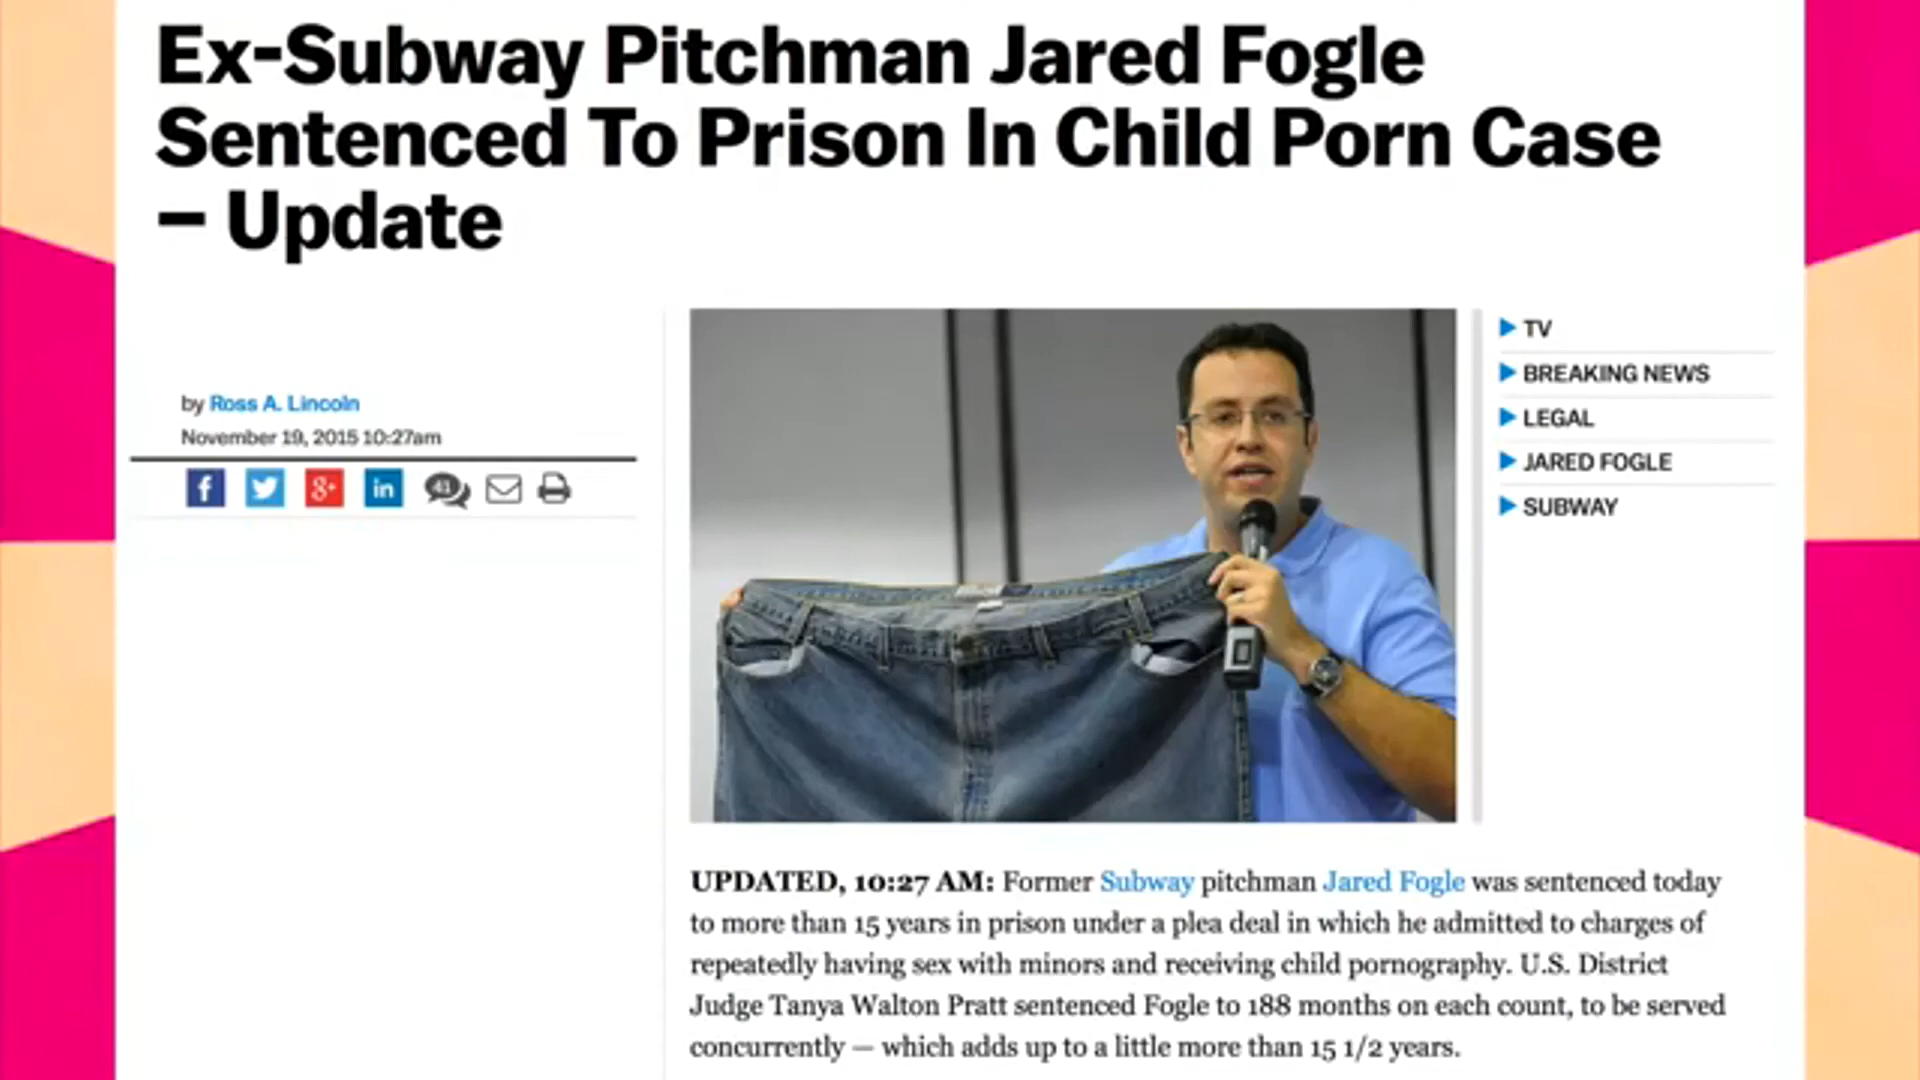 Ex-Subway Pitchman Jared Fogle
Sentenced To Prison In Child Porn Case
– Update
by Ross A. Lincoln
November 19, 2015 10:27am
41
TV
BREAKING NEWS
LEGAL
JARED FOGLE
SUBWAY
UPDATED, 10:27 AM: Former Subway pitchman Jared Fogle was sentenced today
to more than 15 years in prison under a plea deal in which he admitted to charges of
repeatedly having sex with minors and receiving child pornography. U.S. District
Judge Tanya Walton Pratt sentenced Fogle to 188 months on each count, to be served
concurrently — which adds up to a little more than 15 1/2 years.